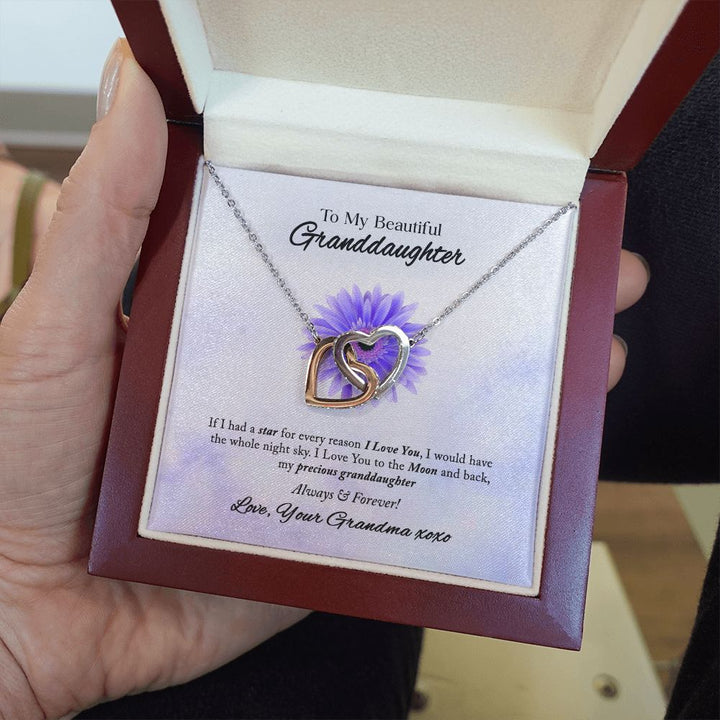 To My Beautiful
Granddaughter
If I had a star for every reason I Love You, I would have
the whole night sky. I Love You to the Moon and back,
my precious granddaughter
Always & Forever!
Love, Your Grandma xoxo